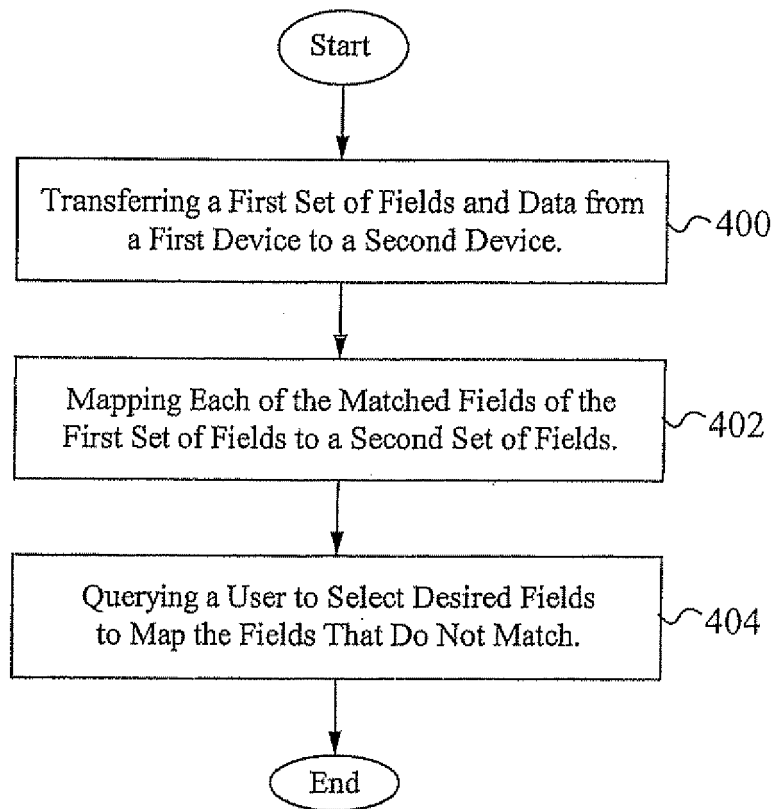 Start
Transferring a First Set of Fields and Data from
a First Device to a Second Device.
400
Mapping Each of the Matched Fields of the
First Set of Fields to a Second Set of Fields.
402
Querying a User to Select Desired Fields
to Map the Fields That Do Not Match.
404
End